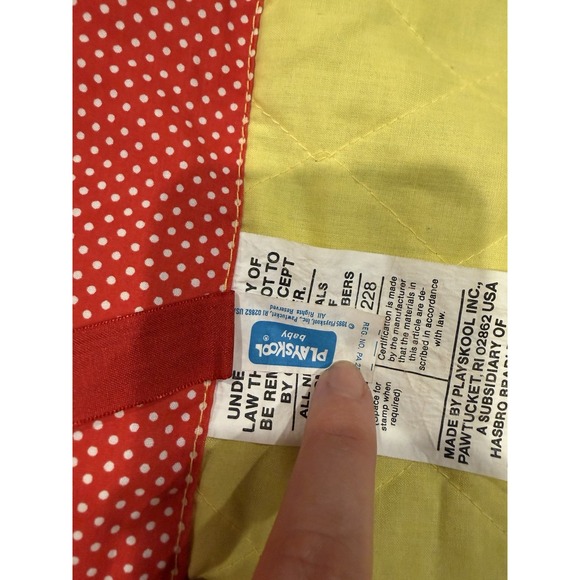 UNDE
LAW TH
BE REM
BY C
ALL N
Y OF
OT TO
CEPT
R.
ALS
F
BERS
228
PLAYSKOOL®
baby
© 1985 Playskool, Inc., Pawtucket, RI 02862 USA
All Rights Reserved
REG. NO. PA-2
Certification is made
by the manufacturer
that the materials in
this article are de-
scribed in accordance
with law.
(space for
stamp when
required)
MADE BY PLAYSKOOL INC.,
PAWTUCKET, RI 02862 USA
A SUBSIDIARY OF
HASBRO